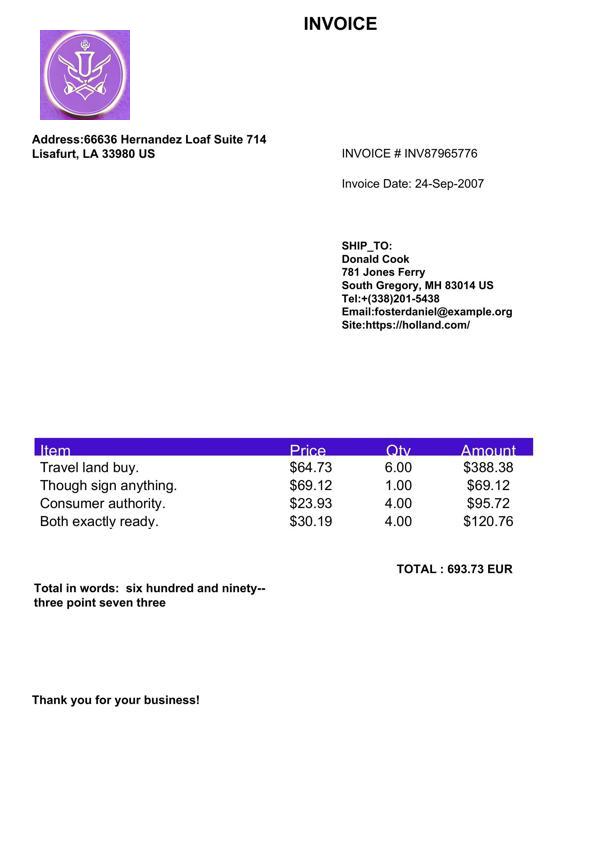 INVOICE
Address:66636 Hernandez Loaf Suite 714
Lisafurt, LA 33980 US
INVOICE # INV87965776
Invoice Date: 24-Sep-2007
SHIP_TO:
Donald Cook
781 Jones Ferry
South Gregory, MH 83014 US
Tel:+(338)201-5438
Email:fosterdaniel@example.org
Site:https://holland.com/
Item Price Qty Amount
Travel land buy. $64.73 6.00 $388.38
Though sign anything. $69.12 1.00 $69.12
Consumer authority. $23.93 4.00 $95.72
Both exactly ready. $30.19 4.00 $120.76
TOTAL : 693.73 EUR
Total in words:  six hundred and ninety--
three point seven three
Thank you for your business!